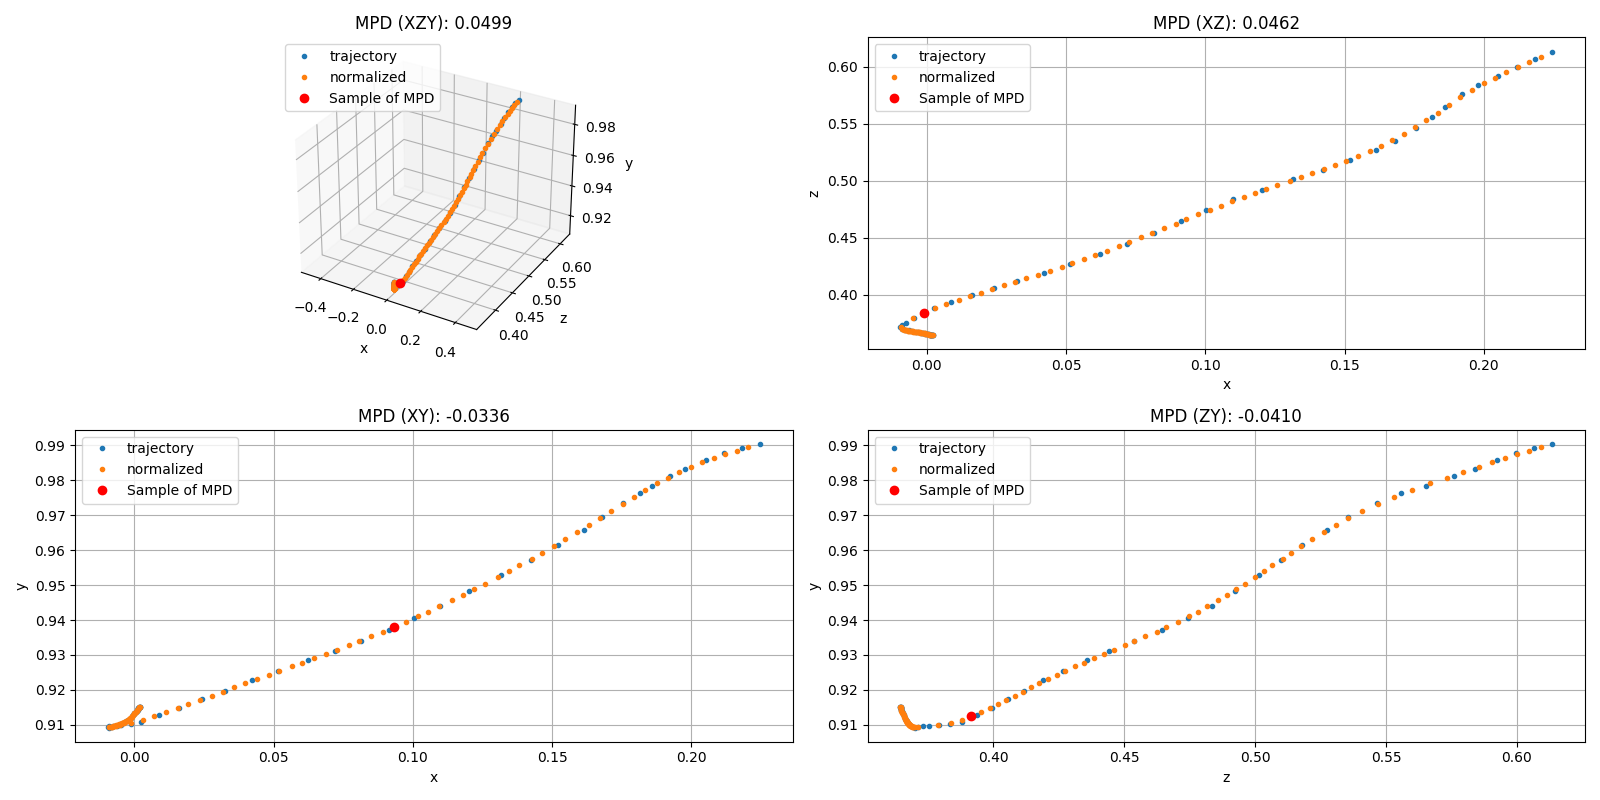 MPD (XZY): 0.0499
trajectory
normalized
Sample of MPD
0.98
0.96
0.94
0.92
y
0.60
0.55
0.50
0.45
0.40
z
−0.4
−0.2
0.0
0.2
0.4
x
MPD (XZ): 0.0462
trajectory
normalized
Sample of MPD
0.60
0.55
0.50
0.45
0.40
z
0.00 0.05 0.10 0.15 0.20
x
MPD (XY): -0.0336
trajectory
normalized
Sample of MPD
0.99
0.98
0.97
0.96
0.95
0.94
0.93
0.92
0.91
y
0.00 0.05 0.10 0.15 0.20
x
MPD (ZY): -0.0410
trajectory
normalized
Sample of MPD
0.99
0.98
0.97
0.96
0.95
0.94
0.93
0.92
0.91
y
0.40 0.45 0.50 0.55 0.60
z